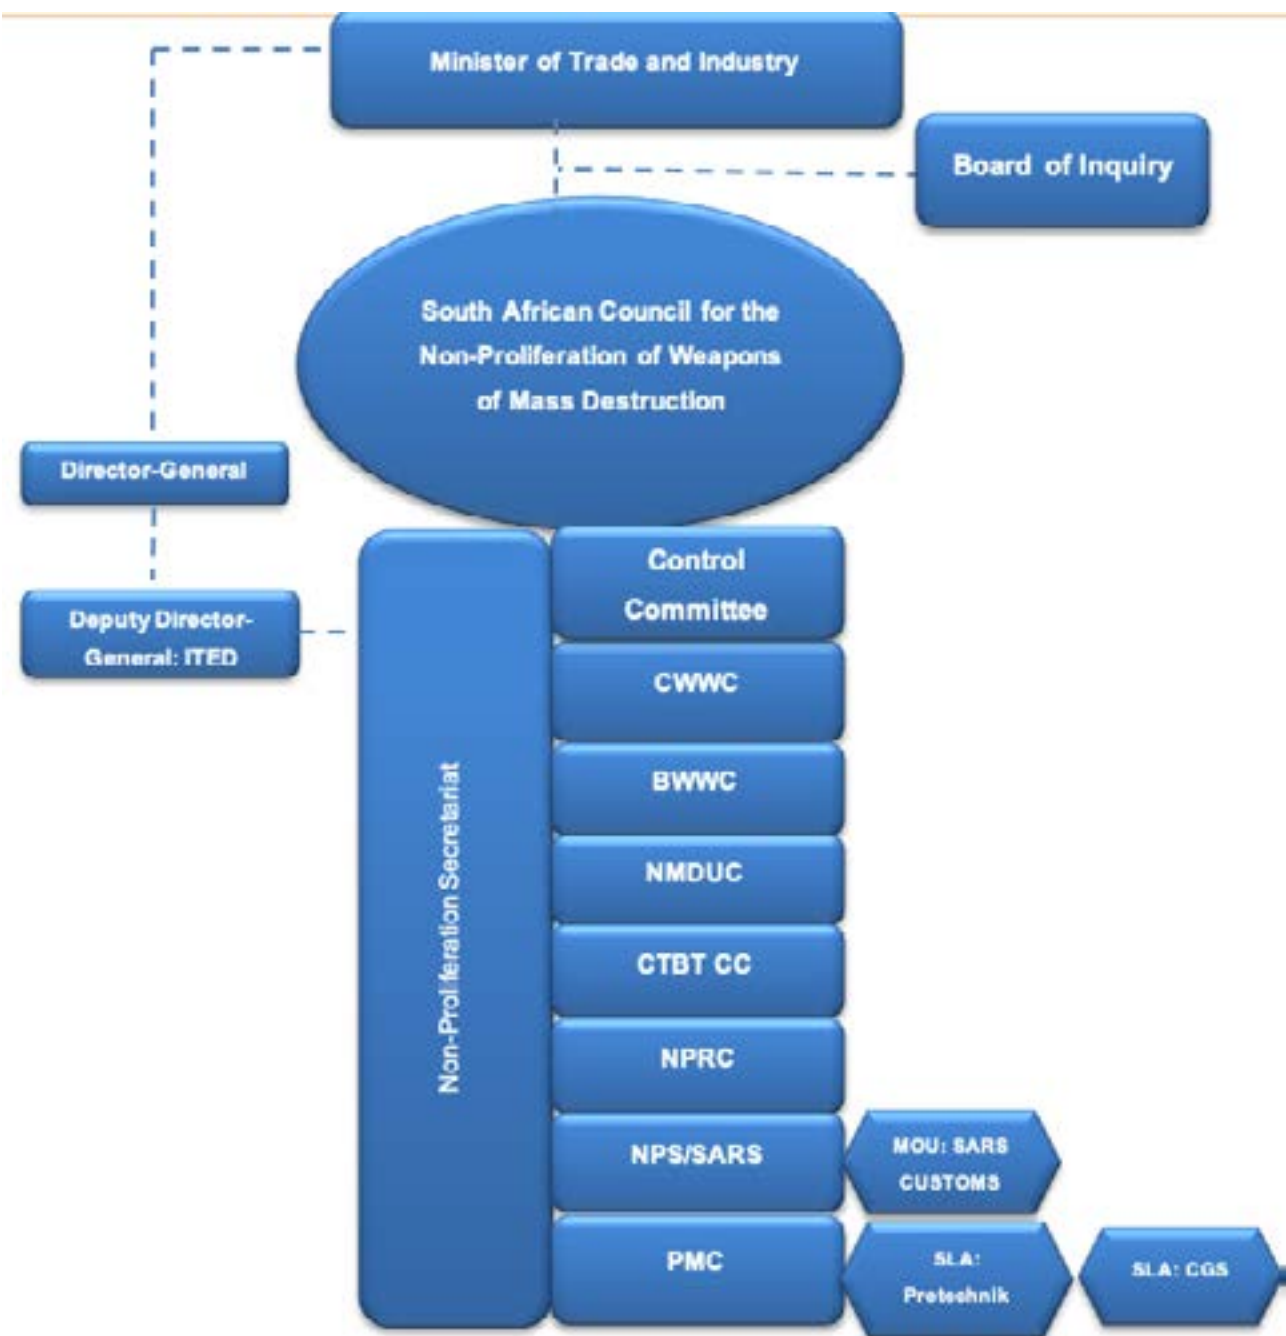 Minister of Trade and Industry
Board of Inquiry
South African Council for the
Non-Proliferation of Weapons
of Mass Destruction
Director-General
Deputy Director-
General: ITED
Non-Proliferation Secretariat
Control
Committee
CWWC
BWWC
NMDUC
CTBT CC
NPRC
NPS/SARS
MOU: SARS
CUSTOMS
PMC
SLA:
Protechnik
SLA: CGS